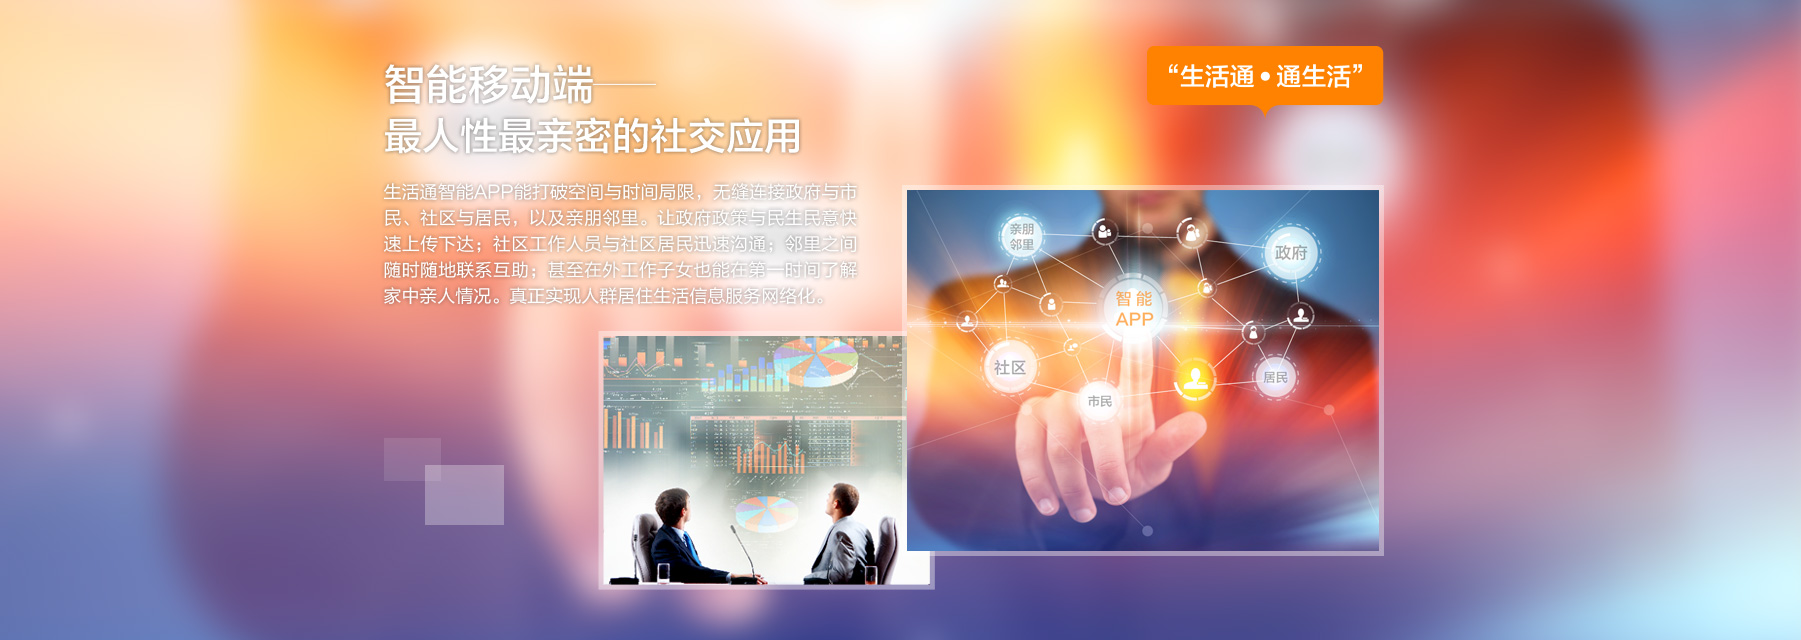 智能移动端——
最人性最亲密的社交应用
生活通智能APP能打破空间与时间局限，无缝连接政府与市
民、社区与居民，以及亲朋邻里。让政府政策与民生民意快
速上传下达；社区工作人员与社区居民迅速沟通；邻里之间
随时随地联系互助；甚至在外工作子女也能在第一时间了解
家中亲人情况。真正实现人群居住生活信息服务网络化。
“生活通•通生活”
亲朋
邻里
政府
智能
APP
社区
市民
居民